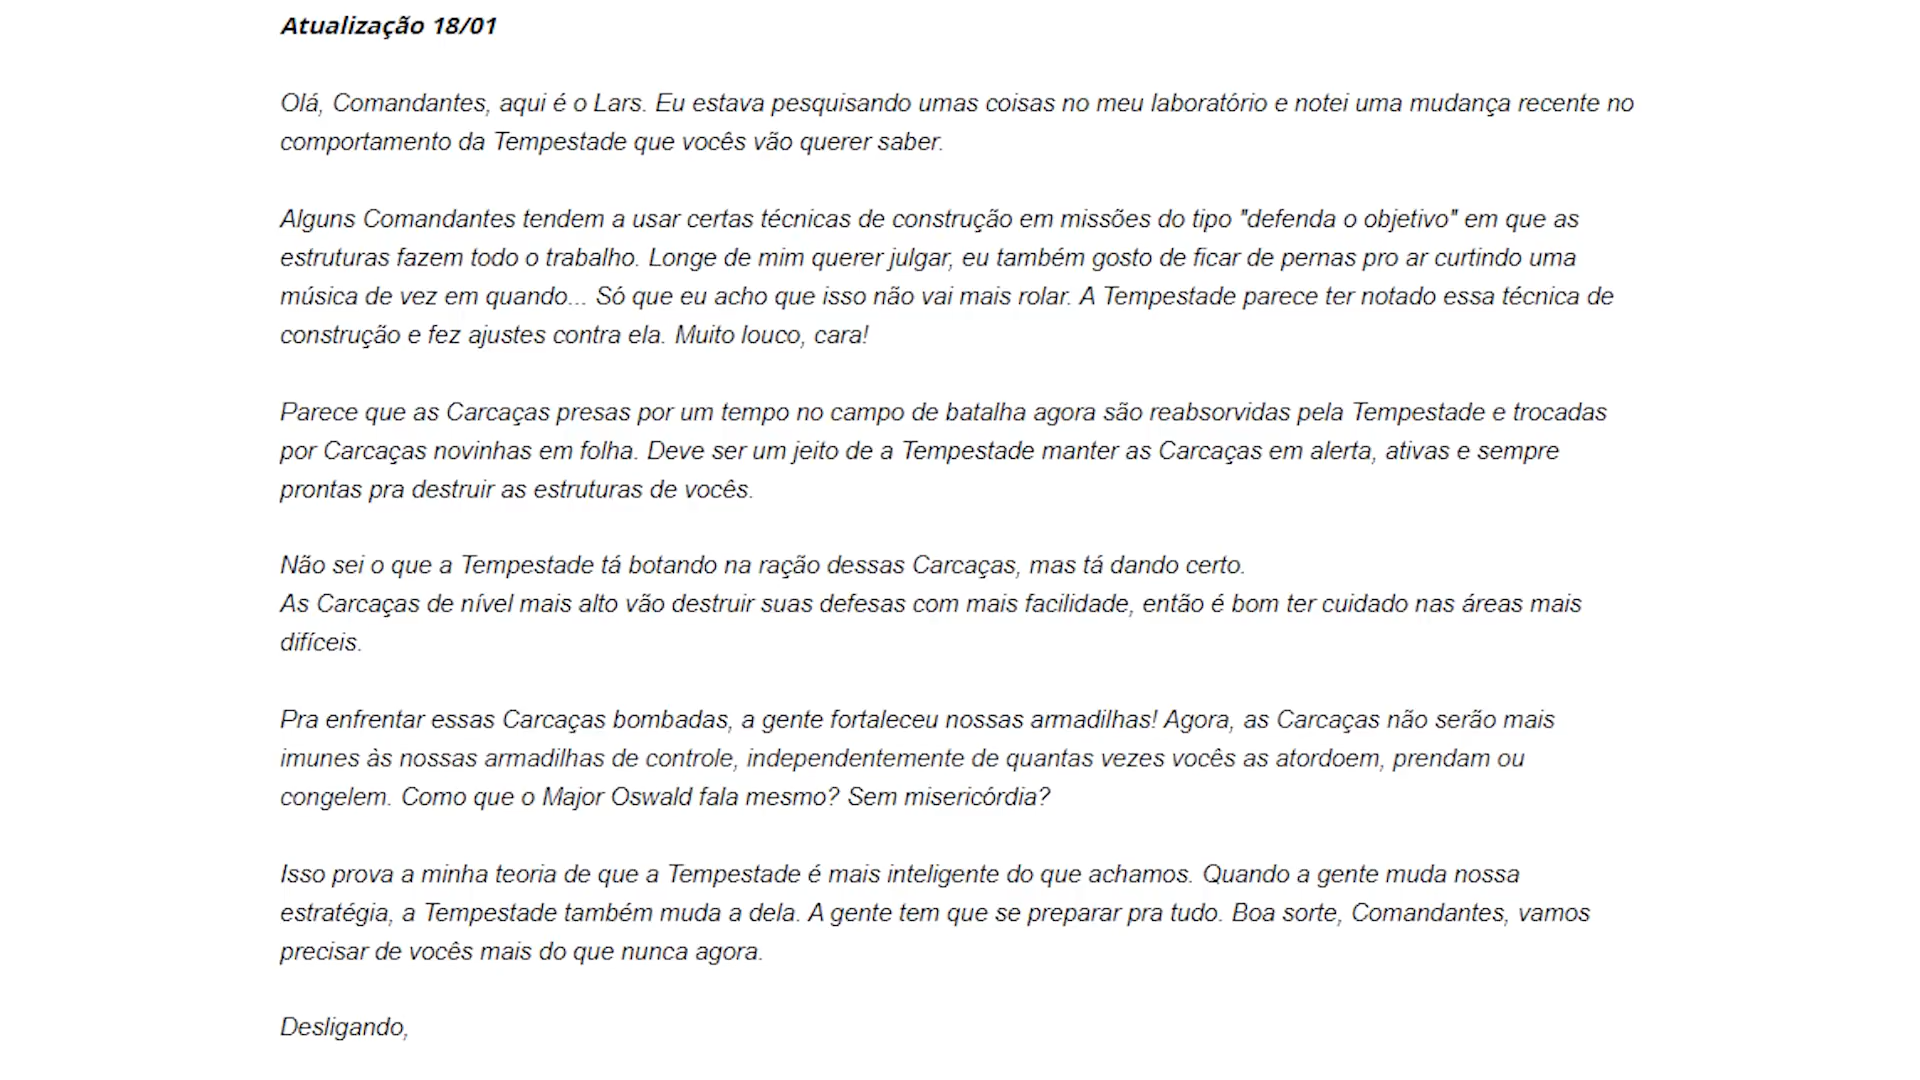 Atualização 18/01
Olá, Comandantes, aqui é o Lars. Eu estava pesquisando umas coisas no meu laboratório e notei uma mudança recente no
comportamento da Tempestade que vocês vão querer saber.
Alguns Comandantes tendem a usar certas técnicas de construção em missões do tipo "defenda o objetivo" em que as
estruturas fazem todo o trabalho. Longe de mim querer julgar, eu também gosto de ficar de pernas pro ar curtindo uma
música de vez em quando... Só que eu acho que isso não vai mais rolar. A Tempestade parece ter notado essa técnica de
construção e fez ajustes contra ela. Muito louco, cara!
Parece que as Carcaças presas por um tempo no campo de batalha agora são reabsorvidas pela Tempestade e trocadas
por Carcaças novinhas em folha. Deve ser um jeito de a Tempestade manter as Carcaças em alerta, ativas e sempre
prontas pra destruir as estruturas de vocês.
Não sei o que a Tempestade tá botando na ração dessas Carcaças, mas tá dando certo.
As Carcaças de nível mais alto vão destruir suas defesas com mais facilidade, então é bom ter cuidado nas áreas mais
difíceis.
Pra enfrentar essas Carcaças bombadas, a gente fortaleceu nossas armadilhas! Agora, as Carcaças não serão mais
imunes às nossas armadilhas de controle, independentemente de quantas vezes vocês as atordoem, prendam ou
congelem. Como que o Major Oswald fala mesmo? Sem misericórdia?
Isso prova a minha teoria de que a Tempestade é mais inteligente do que achamos. Quando a gente muda nossa
estratégia, a Tempestade também muda a dela. A gente tem que se preparar pra tudo. Boa sorte, Comandantes, vamos
precisar de vocês mais do que nunca agora.
Desligando,